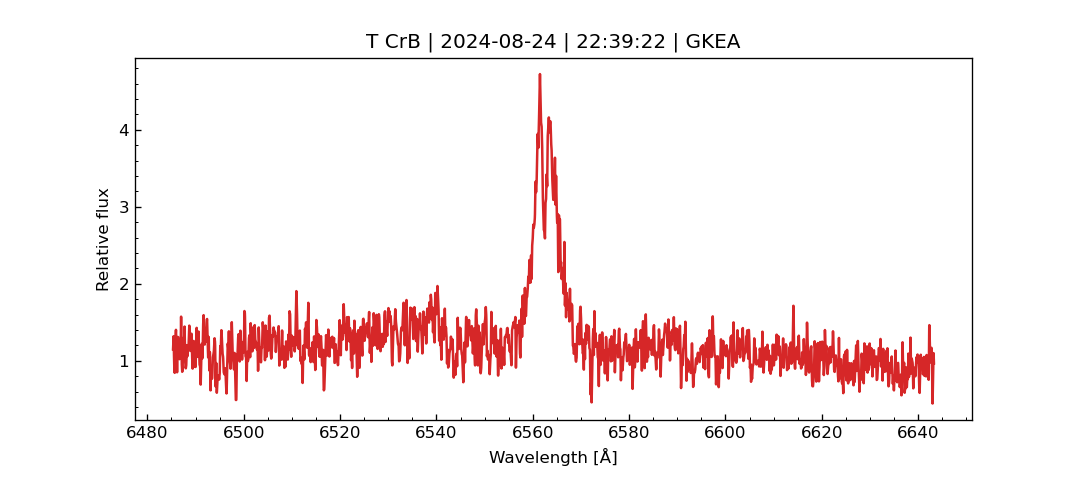 T CrB | 2024-08-24 | 22:39:22 | GKEA
Relative flux
4
3
2
1
6480 6500 6520 6540 6560 6580 6600 6620 6640
Wavelength [Å]